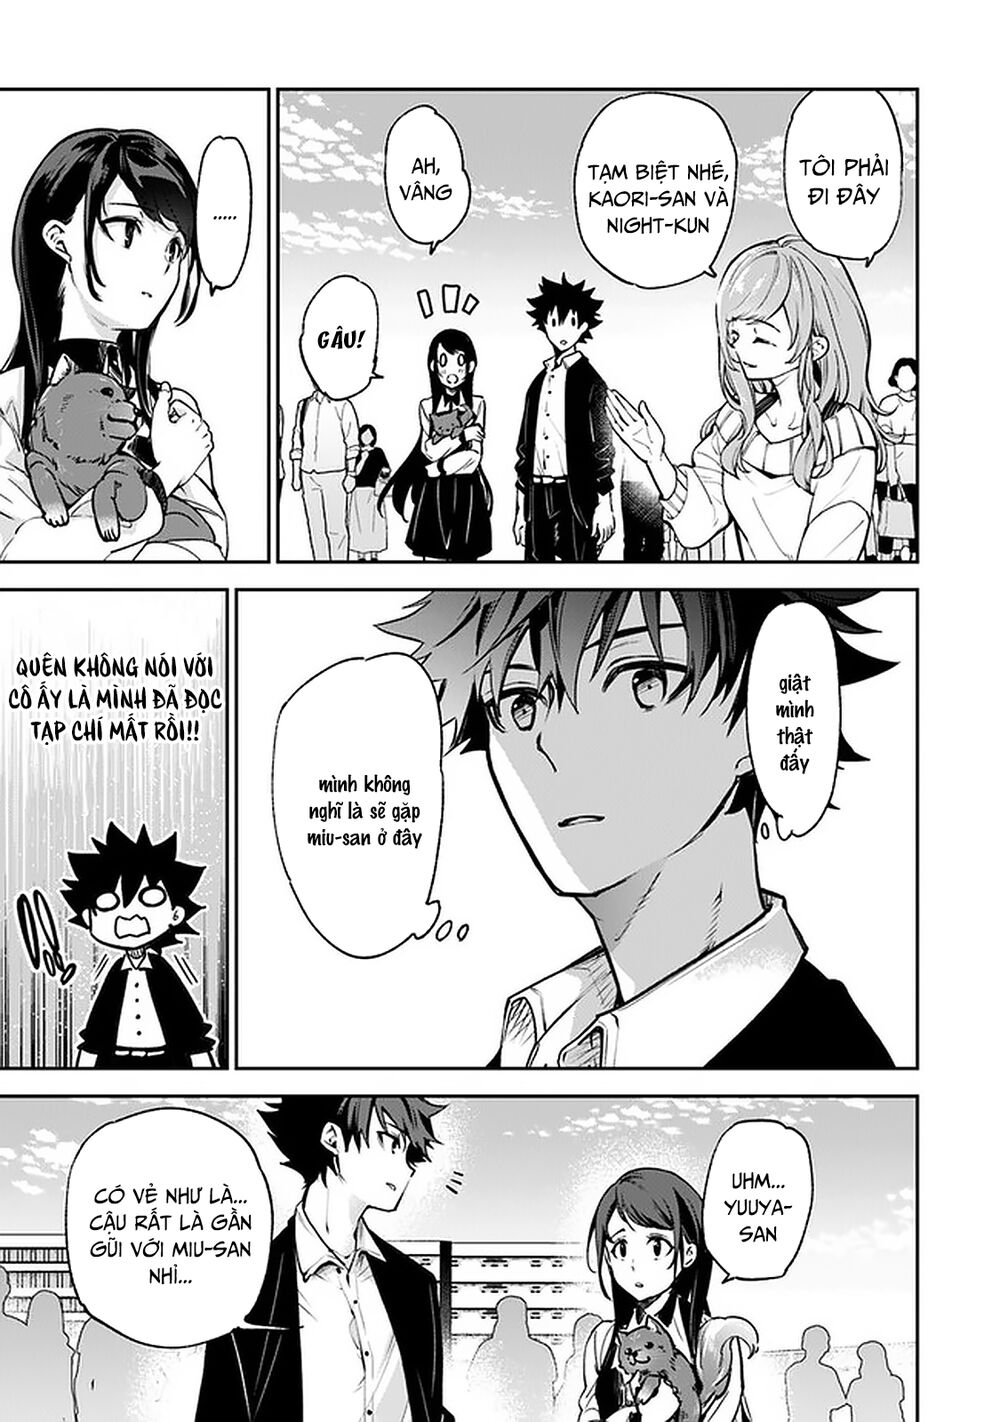 TÔI PHẢI
ĐI ĐÂY
TẠM BIỆT NHÉ,
KAORI-SAN VÀ
NIGHT-KUN
AH,
VÂNG
GÂU!
......
giật
mình
thật
đấy
mình không
nghĩ là sẽ gặp
miu-san ở đây
QUÊN KHÔNG NÓI VỚI
CÔ ẤY LÀ MÌNH ĐÃ ĐỌC
TẠP CHÍ MẤT RỒI!!
UHM...
YUUYA-
SAN
CÓ VẺ NHƯ LÀ...
CẬU RẤT LÀ GẦN
GŨI VỚI MIU-SAN
NHỈ...